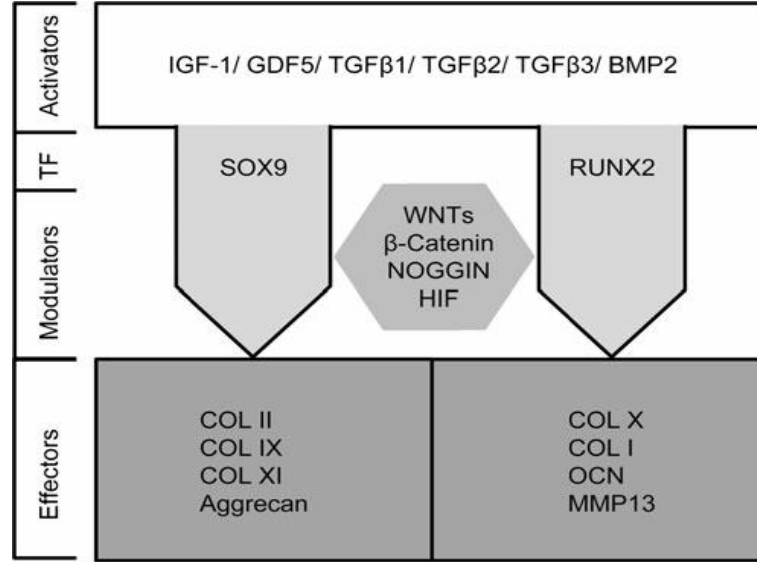 Activators
IGF-1/ GDF5/ TGFβ1/ TGFβ2/ TGFβ3/ BMP2
TF
SOX9
RUNX2
Modulators
WNTs
β-Catenin
NOGGIN
HIF
Effectors
COL II
COL IX
COL XI
Aggrecan
COL X
COL I
OCN
MMP13